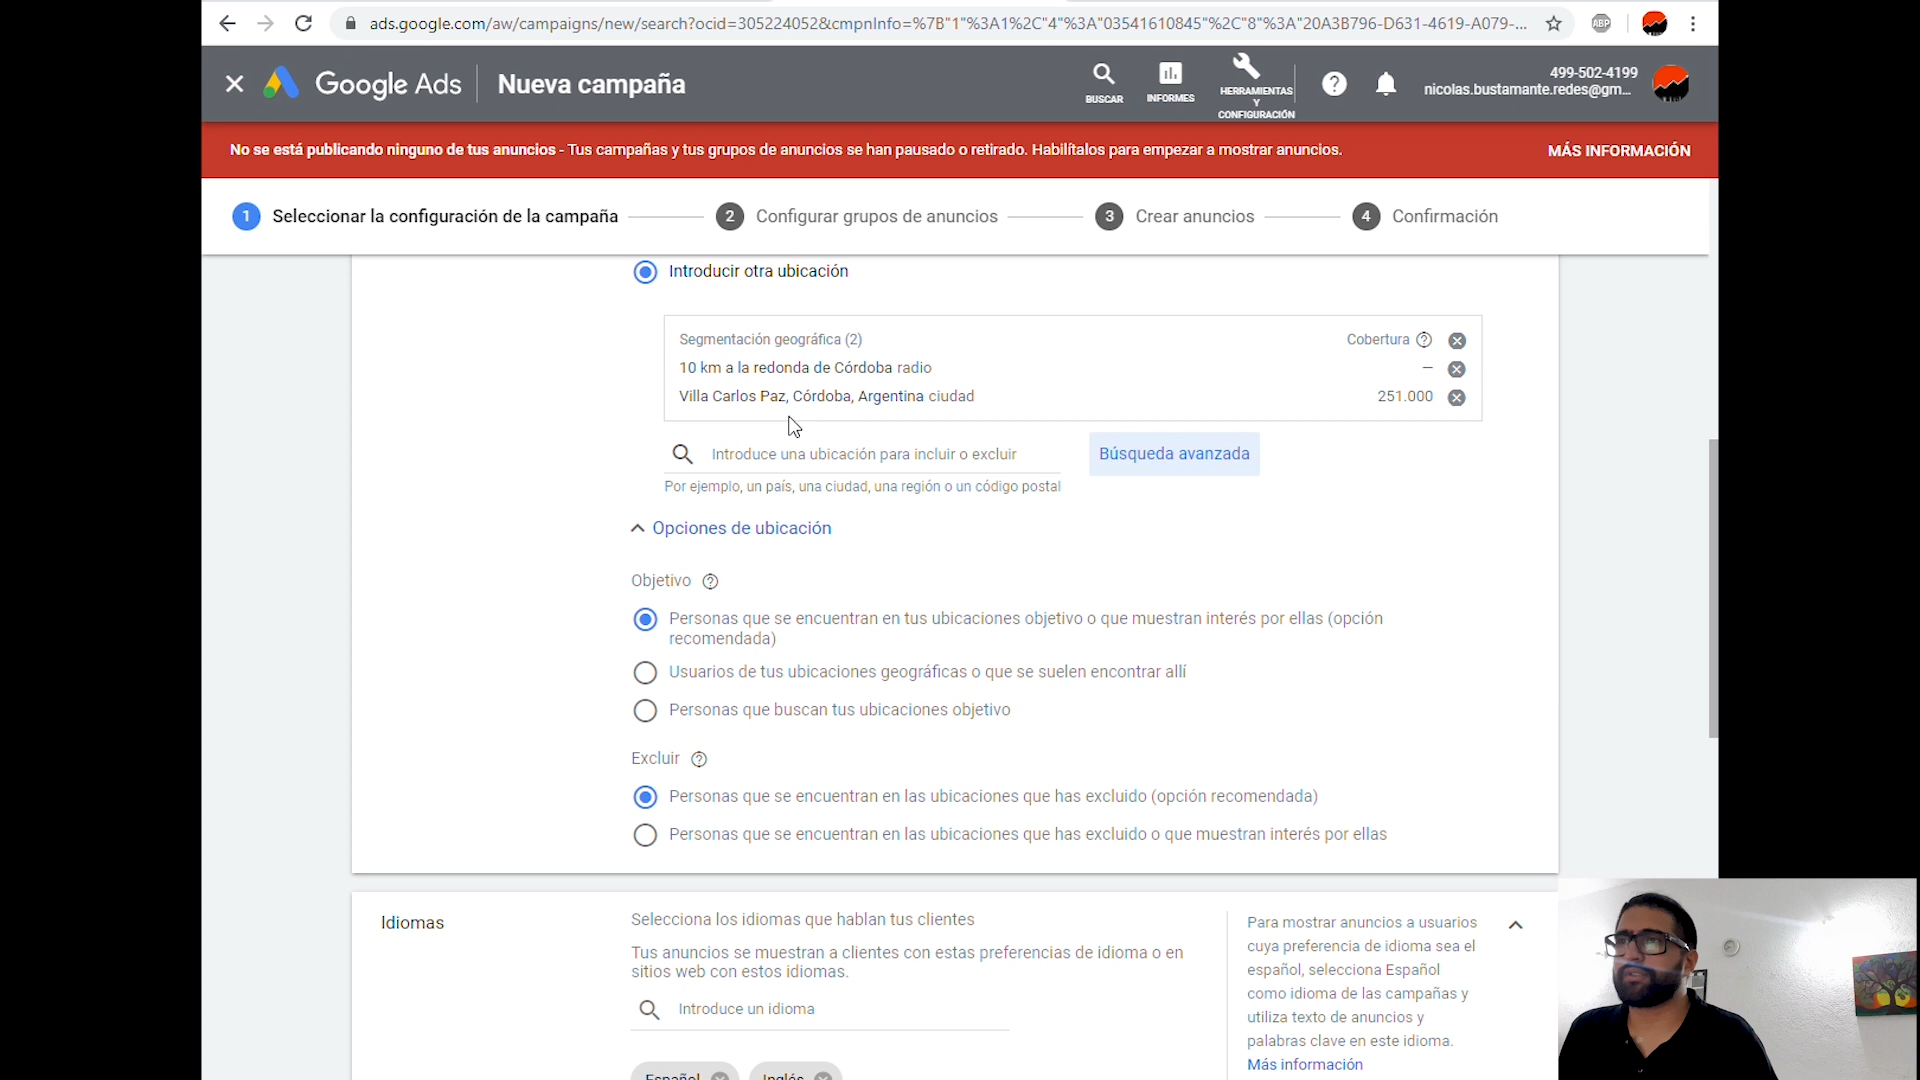 ads.google.com/aw/campaigns/new/search?ocid=305224052&cmpnInfo=%7B"1"%3A1%2C"4"%3A"03541610845"%2C"8"%3A"20A3B796-D631-4619-A079-...
ABP
Google Ads
Nueva campaña
BUSCAR
INFORMES
HERRAMIENTAS
Y
CONFIGURACIÓN
499-502-4199
nicolas.bustamante.redes@gm...
No se está publicando ninguno de tus anuncios - Tus campañas y tus grupos de anuncios se han pausado o retirado. Habilítalos para empezar a mostrar anuncios.
MÁS INFORMACIÓN
1 Seleccionar la configuración de la campaña
2 Configurar grupos de anuncios
3 Crear anuncios
4 Confirmación
Introducir otra ubicación
Segmentación geográfica (2)
Cobertura
10 km a la redonda de Córdoba radio
–
Villa Carlos Paz, Córdoba, Argentina ciudad
251.000
Introduce una ubicación para incluir o excluir
Búsqueda avanzada
Por ejemplo, un país, una ciudad, una región o un código postal
Opciones de ubicación
Objetivo
Personas que se encuentran en tus ubicaciones objetivo o que muestran interés por ellas (opción
recomendada)
Usuarios de tus ubicaciones geográficas o que se suelen encontrar allí
Personas que buscan tus ubicaciones objetivo
Excluir
Personas que se encuentran en las ubicaciones que has excluido (opción recomendada)
Personas que se encuentran en las ubicaciones que has excluido o que muestran interés por ellas
Idiomas
Selecciona los idiomas que hablan tus clientes
Tus anuncios se muestran a clientes con estas preferencias de idioma o en
sitios web con estos idiomas.
Introduce un idioma
Español
Inglés
Para mostrar anuncios a usuarios
cuya preferencia de idioma sea el
español, selecciona Español
como idioma de las campañas y
utiliza texto de anuncios y
palabras clave en este idioma.
Más información